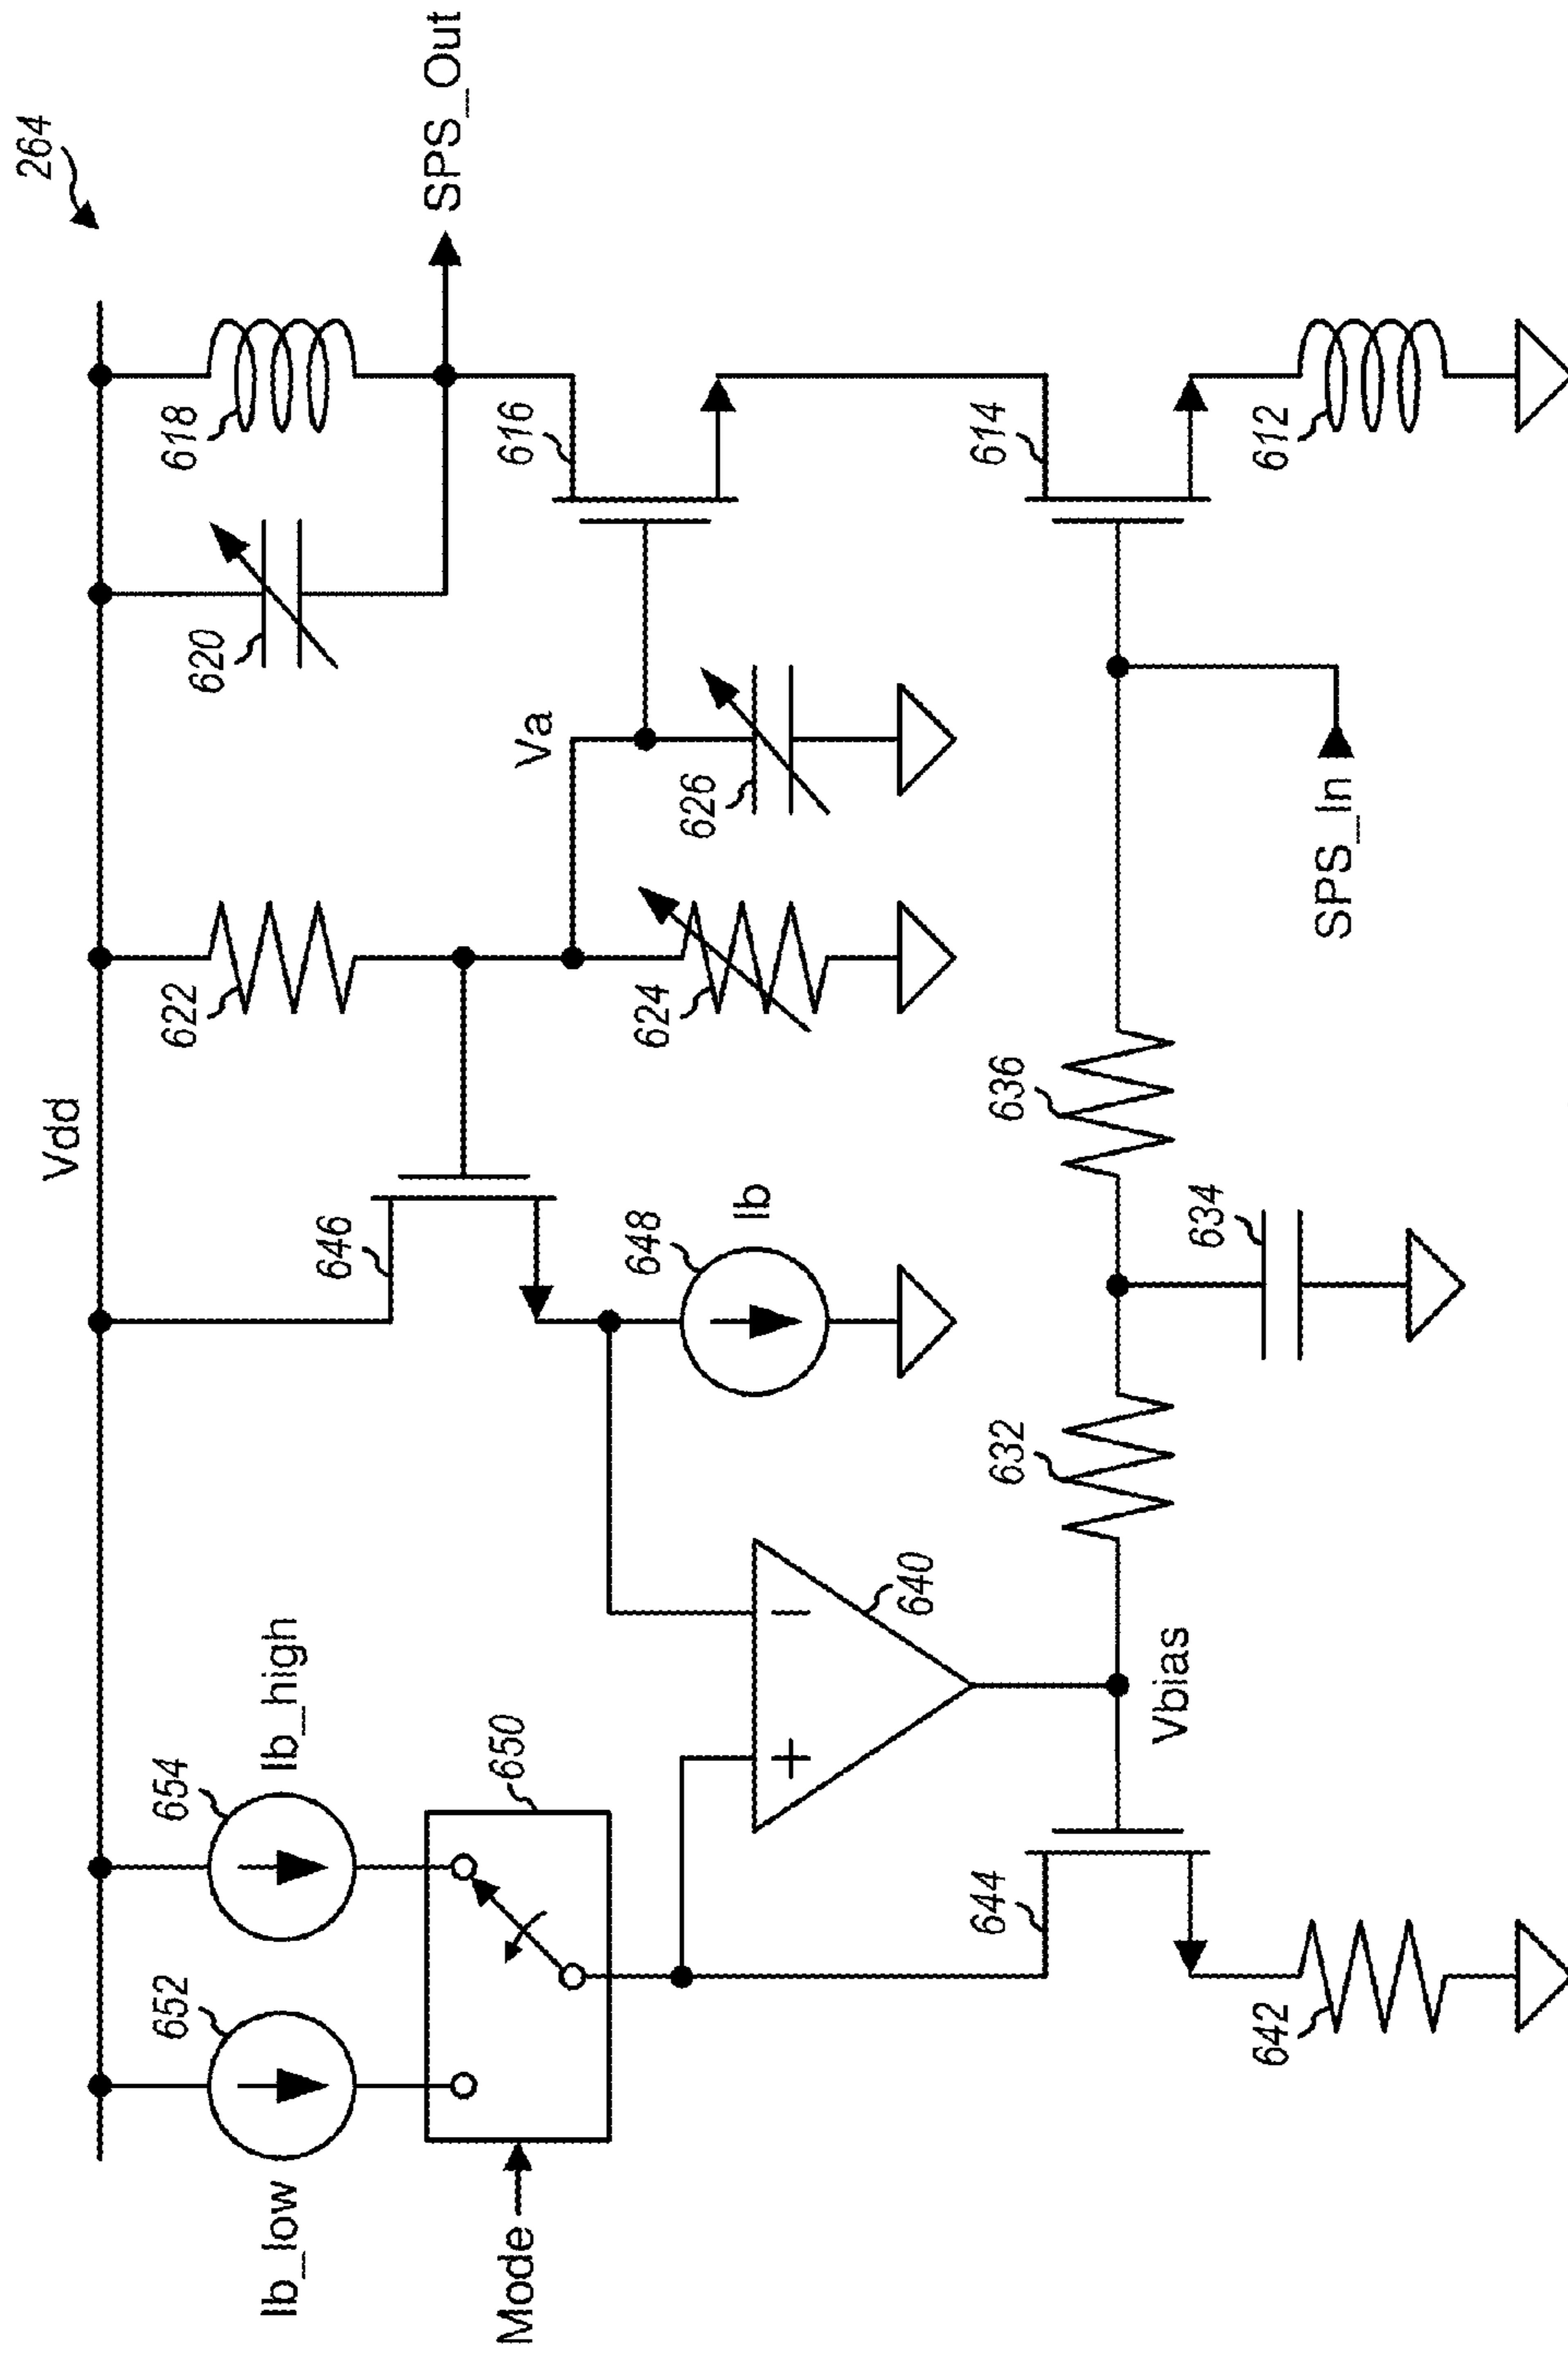 264
Vdd
Ib_low
652
654
Ib_high
Mode
650
646
622
620
618
SPS_Out
Va
616
648
Ib
624
626
640
644
Vbias
632
634
636
614
SPS_In
642
612